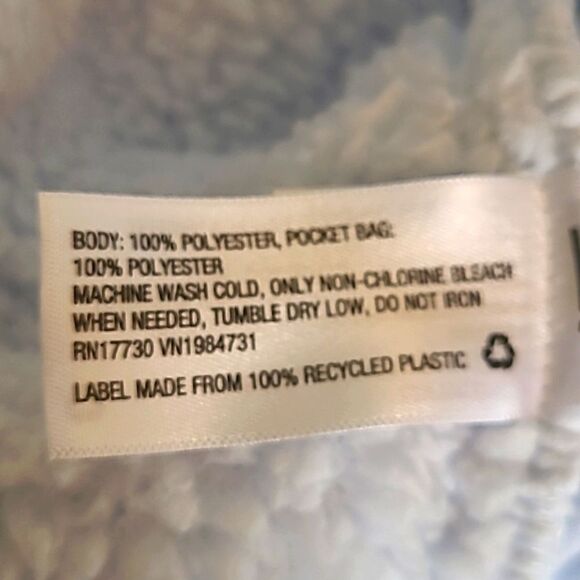 BODY: 100% POLYESTER, POCKET BAG:
100% POLYESTER
MACHINE WASH COLD, ONLY NON-CHLORINE BLEACH
WHEN NEEDED, TUMBLE DRY LOW, DO NOT IRON
RN17730 VN1984731
LABEL MADE FROM 100% RECYCLED PLASTIC